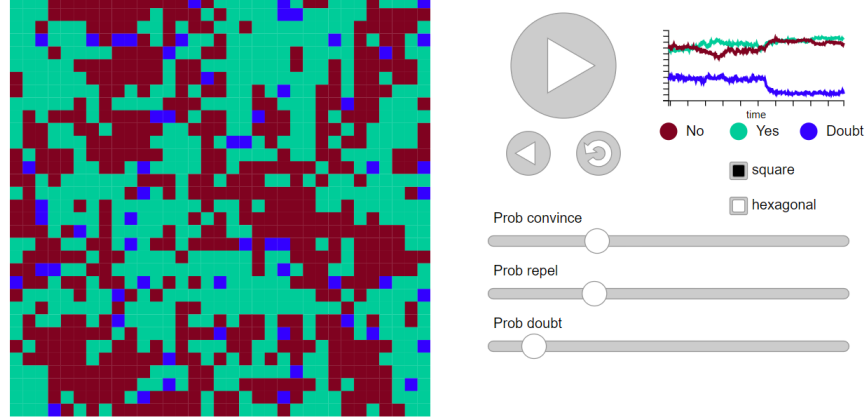 time
No Yes Doubt
square
hexagonal
Prob convince
Prob repel
Prob doubt